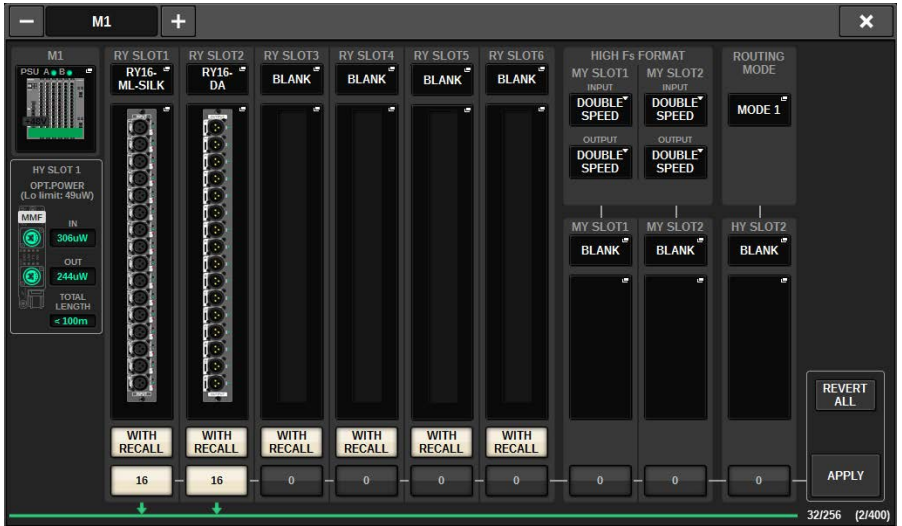 M1
M1
PSU A B
HY SLOT 1
OPT.POWER
(Lo limit: 49uW)
MMF
IN
306uW
OUT
244uW
TOTAL
LENGTH
<100m
RY SLOT1
RY16-
ML-SILK
WITH
RECALL
16
RY SLOT2
RY16-
DA
WITH
RECALL
16
RY SLOT3
BLANK
WITH
RECALL
0
RY SLOT4
BLANK
WITH
RECALL
0
RY SLOT5
BLANK
WITH
RECALL
0
RY SLOT6
BLANK
WITH
RECALL
0
HIGH Fs FORMAT
MY SLOT1
INPUT
DOUBLE
SPEED
OUTPUT
DOUBLE
SPEED
MY SLOT2
INPUT
DOUBLE
SPEED
OUTPUT
DOUBLE
SPEED
ROUTING
MODE
MODE 1
MY SLOT1
BLANK
0
MY SLOT2
BLANK
0
HY SLOT2
BLANK
0
REVERT
ALL
APPLY
32/256 (2/400)